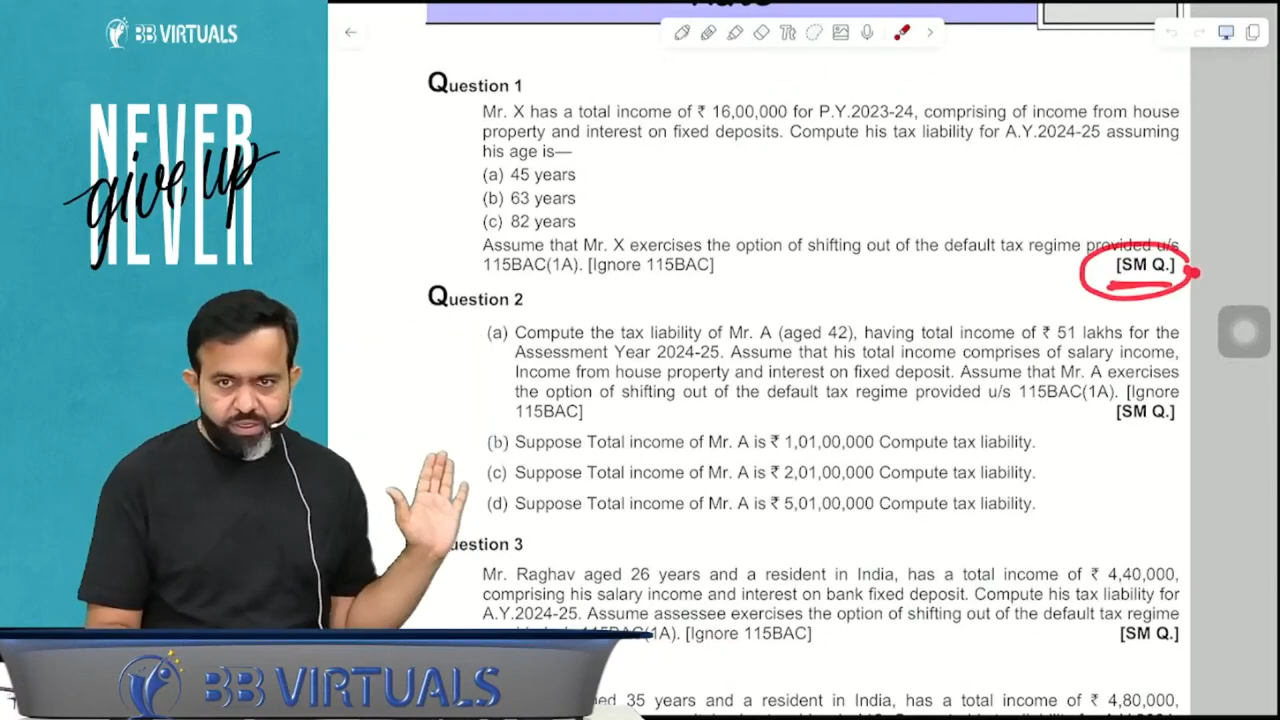 BB VIRTUALS
NEVER
give up
NEVER
Question 1
Mr. X has a total income of ₹ 16,00,000 for P.Y.2023-24, comprising of income from house
property and interest on fixed deposits. Compute his tax liability for A.Y.2024-25 assuming
his age is—
(a) 45 years
(b) 63 years
(c) 82 years
Assume that Mr. X exercises the option of shifting out of the default tax regime provided u/s
115BAC(1A). [Ignore 115BAC] [SM Q.]
Question 2
(a) Compute the tax liability of Mr. A (aged 42), having total income of ₹ 51 lakhs for the
Assessment Year 2024-25. Assume that his total income comprises of salary income,
Income from house property and interest on fixed deposit. Assume that Mr. A exercises
the option of shifting out of the default tax regime provided u/s 115BAC(1A). [Ignore
115BAC] [SM Q.]
(b) Suppose Total income of Mr. A is ₹ 1,01,00,000 Compute tax liability.
(c) Suppose Total income of Mr. A is ₹ 2,01,00,000 Compute tax liability.
(d) Suppose Total income of Mr. A is ₹ 5,01,00,000 Compute tax liability.
uestion 3
Mr. Raghav aged 26 years and a resident in India, has a total income of ₹ 4,40,000,
comprising his salary income and interest on bank fixed deposit. Compute his tax liability for
A.Y.2024-25. Assume assessee exercises the option of shifting out of the default tax regime
(1A). [Ignore 115BAC] [SM Q.]
ed 35 years and a resident in India, has a total income of ₹ 4,80,000,
BB VIRTUALS